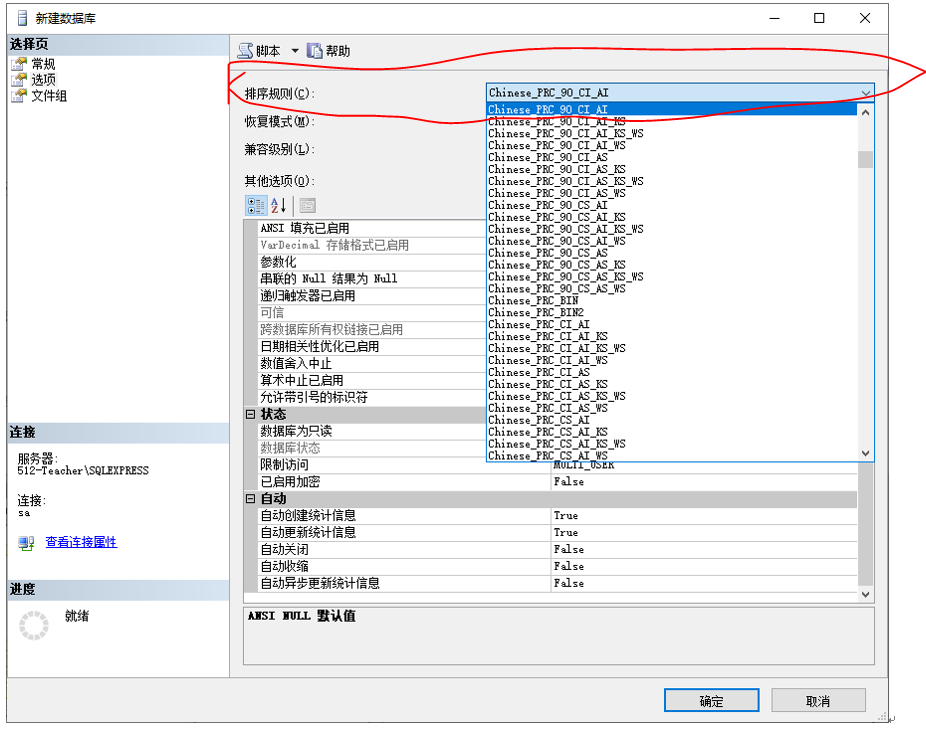 新建数据库
选择页
常规
选项
文件组
脚本
帮助
排序规则(C):
Chinese_PRC_90_CI_AI
恢复模式(M):
兼容级别(L):
其他选项(O):
Chinese_PRC_90_CI_AI
Chinese_PRC_90_CI_AI_KS
Chinese_PRC_90_CI_AI_KS_WS
Chinese_PRC_90_CI_AI_WS
Chinese_PRC_90_CI_AS
Chinese_PRC_90_CI_AS_KS
Chinese_PRC_90_CI_AS_KS_WS
Chinese_PRC_90_CI_AS_WS
Chinese_PRC_90_CS_AI
Chinese_PRC_90_CS_AI_KS
Chinese_PRC_90_CS_AI_KS_WS
Chinese_PRC_90_CS_AI_WS
Chinese_PRC_90_CS_AS
Chinese_PRC_90_CS_AS_KS
Chinese_PRC_90_CS_AS_KS_WS
Chinese_PRC_90_CS_AS_WS
Chinese_PRC_BIN
Chinese_PRC_BIN2
Chinese_PRC_CI_AI
Chinese_PRC_CI_AI_KS
Chinese_PRC_CI_AI_KS_WS
Chinese_PRC_CI_AI_WS
Chinese_PRC_CI_AS
Chinese_PRC_CI_AS_KS
Chinese_PRC_CI_AS_KS_WS
Chinese_PRC_CI_AS_WS
Chinese_PRC_CS_AI
Chinese_PRC_CS_AI_KS
Chinese_PRC_CS_AI_KS_WS
Chinese_PRC_CS_AI_WS
ANSI 填充已启用
VarDecimal 存储格式已启用
参数化
串联的 Null 结果为 Null
递归触发器已启用
可信
跨数据库所有权链接已启用
日期相关性优化已启用
数值舍入中止
算术中止已启用
允许带引号的标识符
状态
数据库为只读
数据库状态
限制访问 MULTI_USER
已启用加密 False
自动
自动创建统计信息 True
自动更新统计信息 True
自动关闭 False
自动收缩 False
自动异步更新统计信息 False
ANSI NULL 默认值
连接
服务器:
512-Teacher\SQLEXPRESS
连接:
sa
查看连接属性
进度
就绪
确定
取消